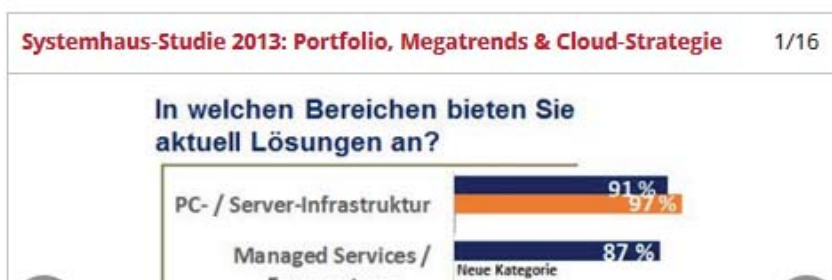 Systemhaus-Studie 2013: Portfolio, Megatrends & Cloud-Strategie 1/16
In welchen Bereichen bieten Sie
aktuell Lösungen an?
PC- / Server-Infrastruktur
91 %
97 %
Managed Services /
87 %
Neue Kategorie